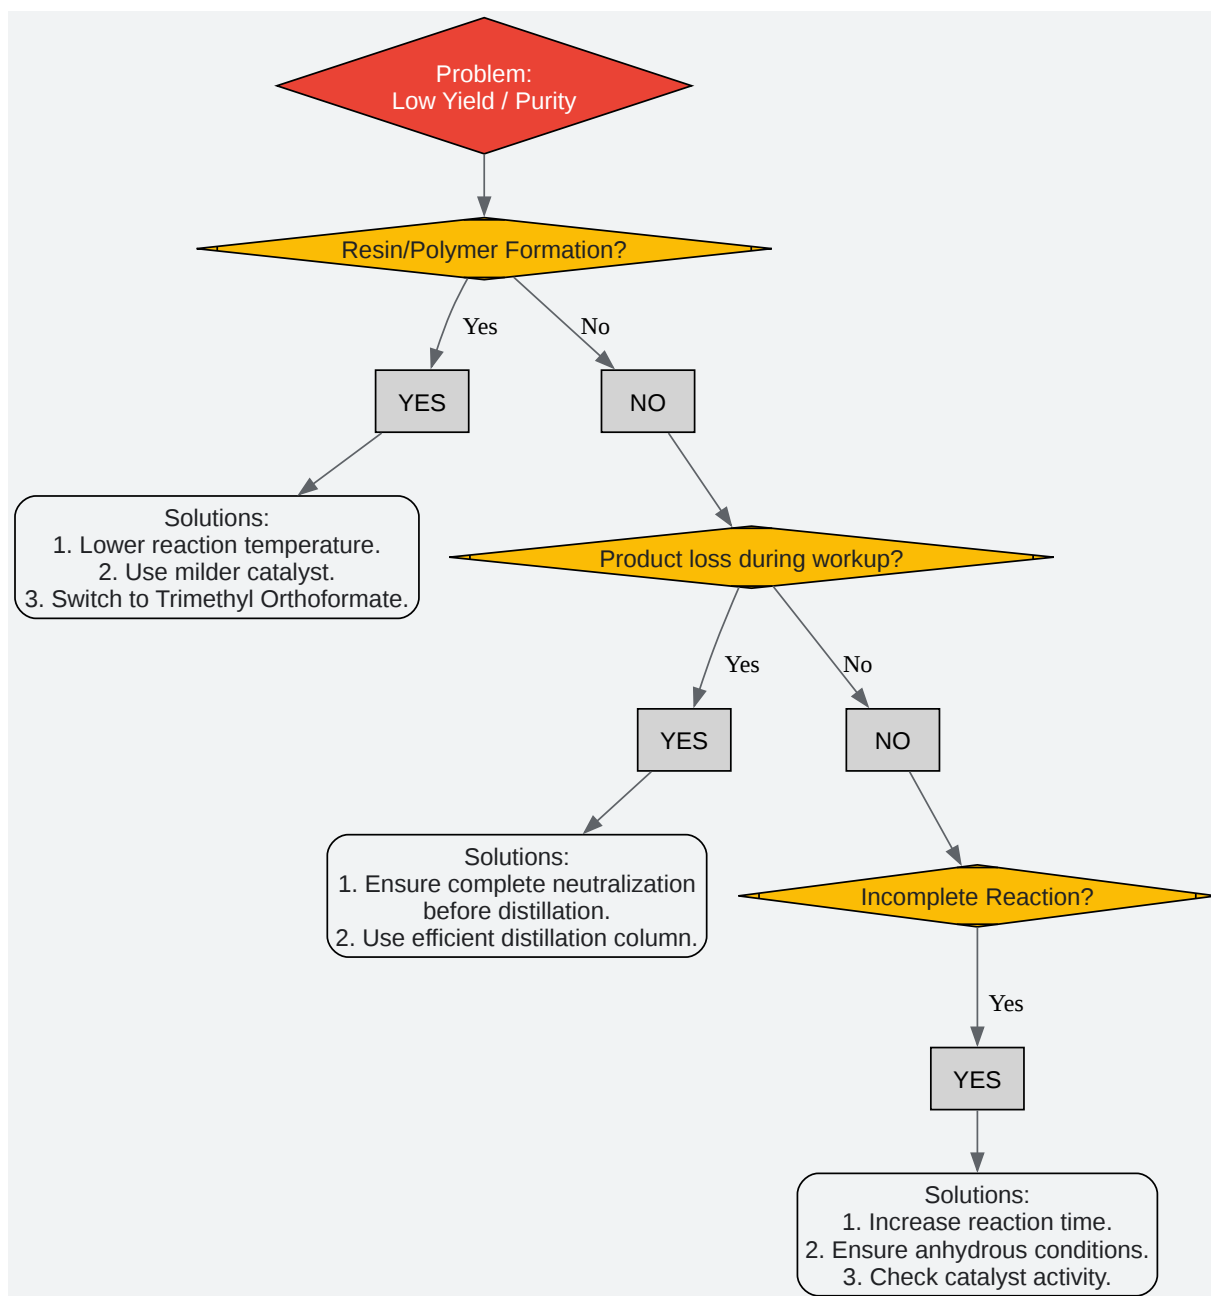 Problem:
Low Yield / Purity
Resin/Polymer Formation?
Yes
No
YES
NO
Solutions:
1. Lower reaction temperature.
2. Use milder catalyst.
3. Switch to Trimethyl Orthoformate.
Product loss during workup?
Yes
No
YES
NO
Solutions:
1. Ensure complete neutralization
before distillation.
2. Use efficient distillation column.
Incomplete Reaction?
Yes
YES
Solutions:
1. Increase reaction time.
2. Ensure anhydrous conditions.
3. Check catalyst activity.